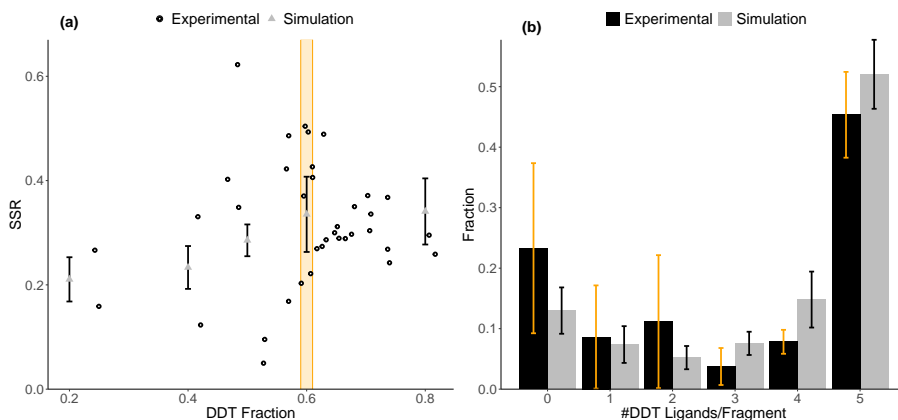 (a)
Experimental
Simulation
SSR
0.6
0.4
0.2
0.0
0.2
0.4
0.6
0.8
DDT Fraction
Experimental
Simulation
(b)
Fraction
0.5
0.4
0.3
0.2
0.1
0.0
0
1
2
3
4
5
#DDT Ligands/Fragment